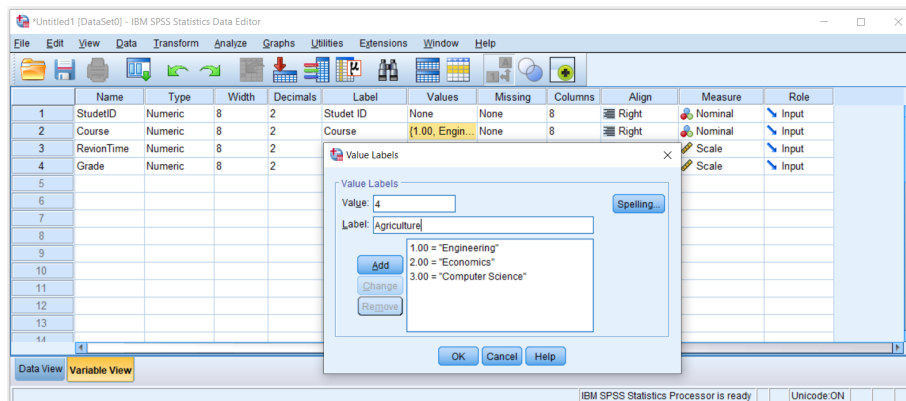 *Untitled1 [DataSet0] - IBM SPSS Statistics Data Editor
File Edit View Data Transform Analyze Graphs Utilities Extensions Window Help
Name Type Width Decimals Label Values Missing Columns Align Measure Role
1 StudetID Numeric 8 2 Studet ID None None 8 Right Nominal Input
2 Course Numeric 8 2 Course {1.00, Engin... None 8 Right Nominal Input
3 RevionTime Numeric 8 2 Scale Input
4 Grade Numeric 8 2 Scale Input
5
6
7
8
9
10
11
12
13
14
Value Labels
Value Labels
Value: 4
Spelling...
Label: Agriculture
1.00 = "Engineering"
2.00 = "Economics"
3.00 = "Computer Science"
Add
Change
Remove
OK Cancel Help
Data View Variable View
IBM SPSS Statistics Processor is ready Unicode:ON